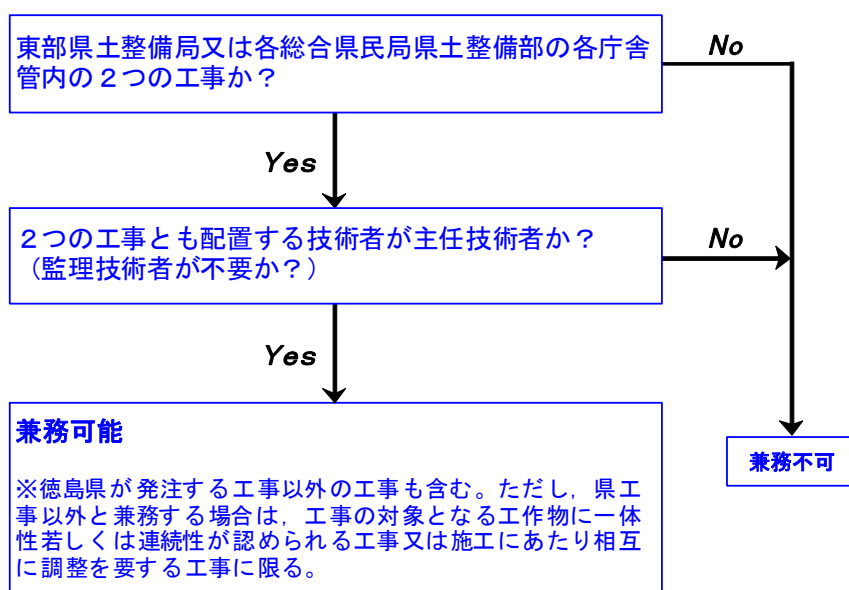 東部県土整備局又は各総合県民局県土整備部の各庁舎
管内の２つの工事か？
No
Yes
２つの工事とも配置する技術者が主任技術者か？
（監理技術者が不要か？）
No
Yes
兼務可能
※徳島県が発注する工事以外の工事も含む。ただし，県工
事以外と兼務する場合は，工事の対象となる工作物に一体
性若しくは連続性が認められる工事又は施工にあたり相互
に調整を要する工事に限る。
兼務不可